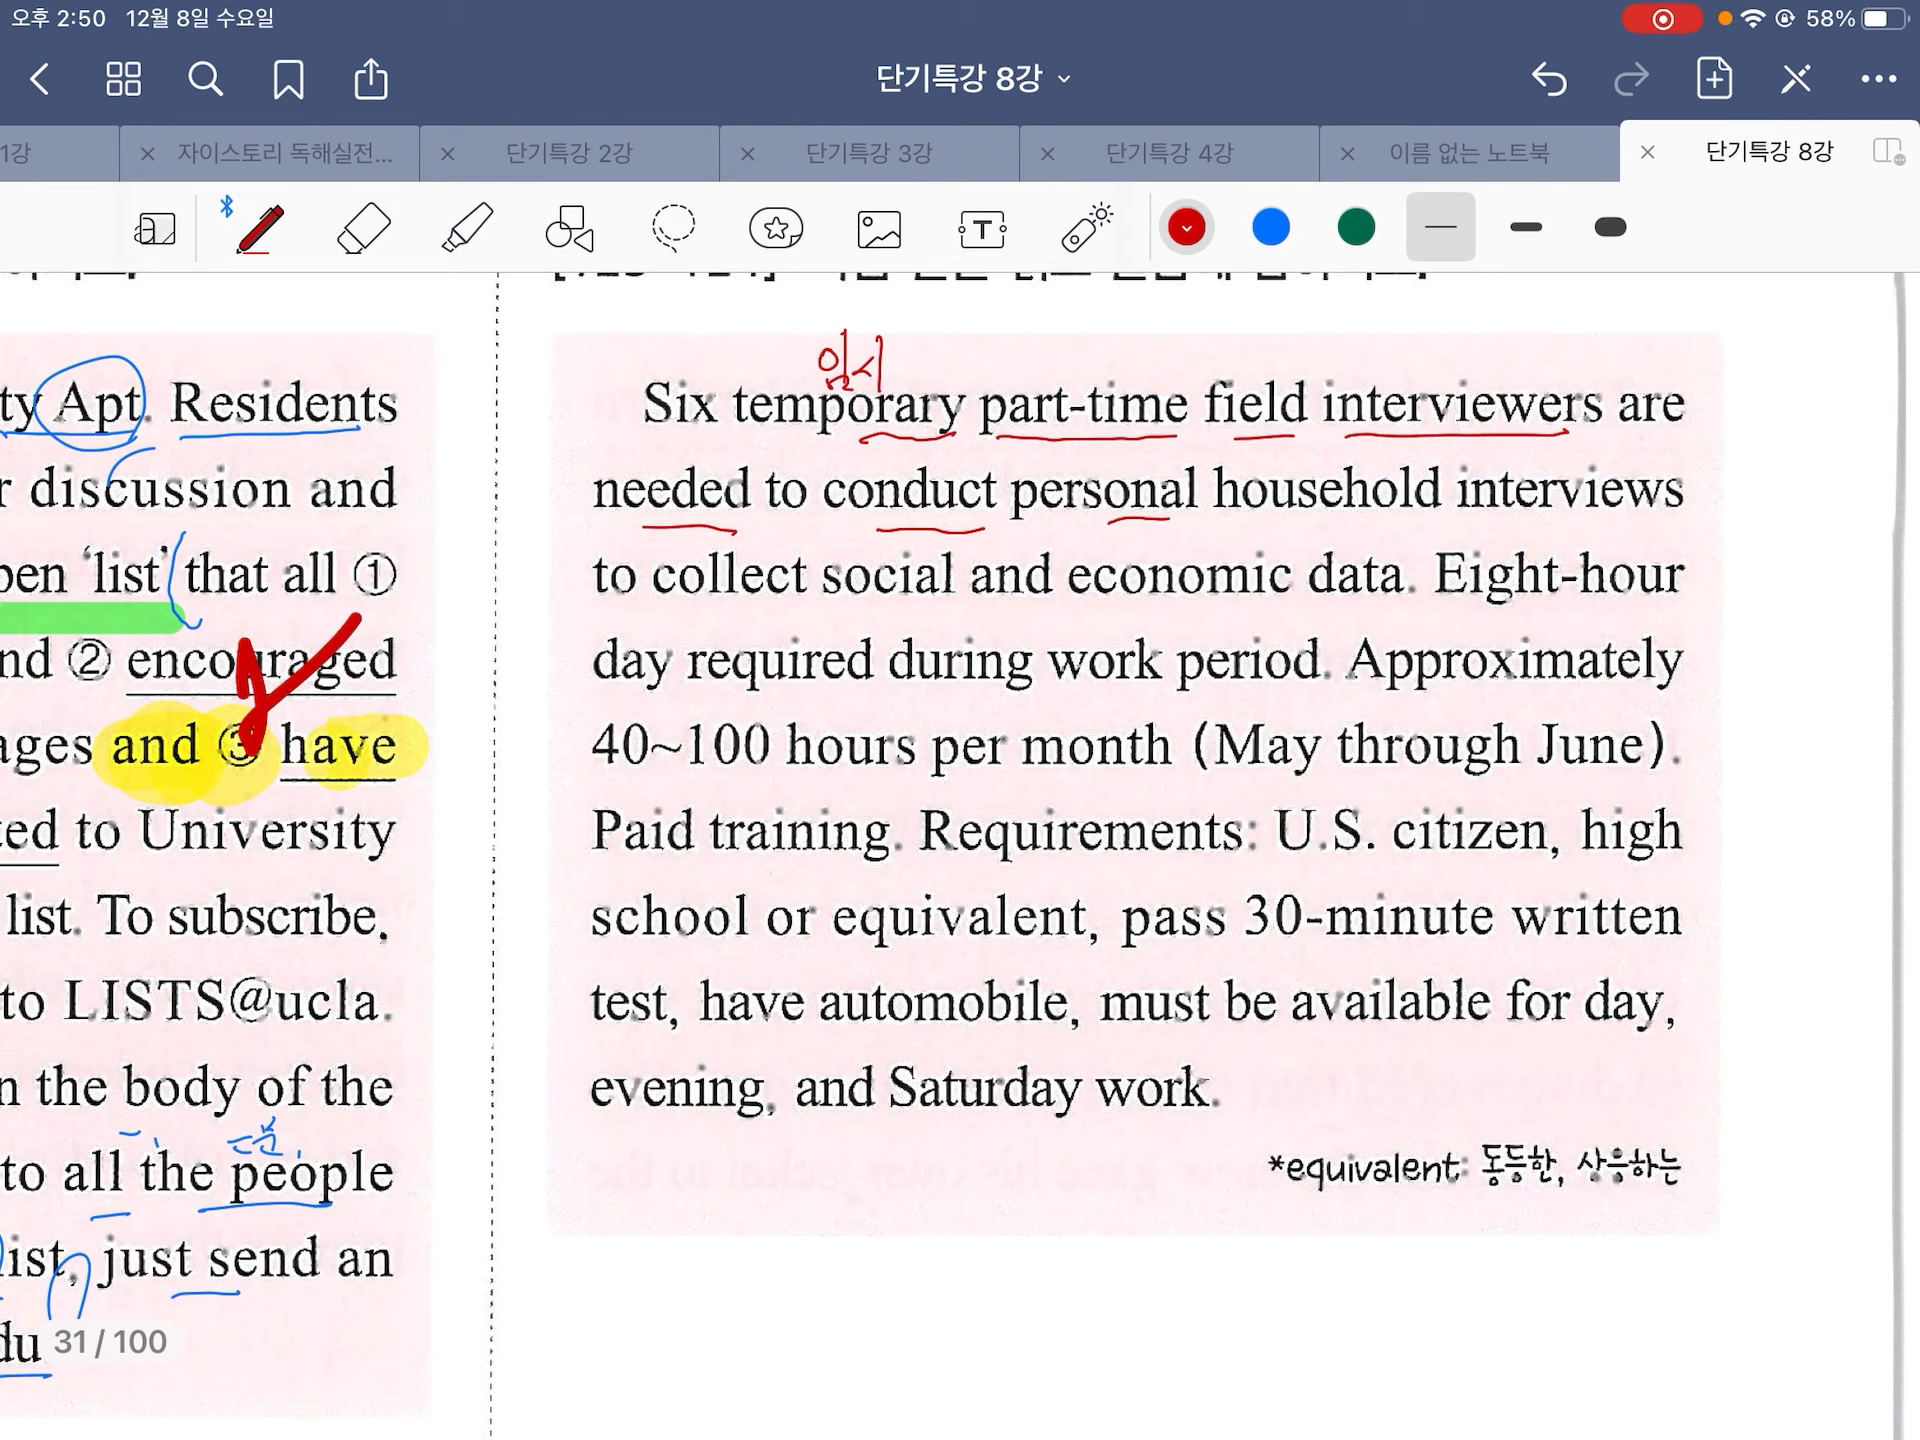 오후 2:50 12월 8일 수요일
58%
단기특강 8강
1강
자이스토리 독해실전...
단기특강 2강
단기특강 3강
단기특강 4강
이름 없는 노트북
단기특강 8강
ty Apt. Residents
r discussion and
pen ‘list’ that all ①
nd ② encouraged
ages and ③ have
ted to University
list. To subscribe,
to LISTS@ucla.
n the body of the
to all the people
list, just send an
du
31 / 100
임시
Six temporary part-time field interviewers are
needed to conduct personal household interviews
to collect social and economic data. Eight-hour
day required during work period. Approximately
40~100 hours per month (May through June).
Paid training. Requirements: U.S. citizen, high
school or equivalent, pass 30-minute written
test, have automobile, must be available for day,
evening, and Saturday work.
*equivalent: 동등한, 상응하는